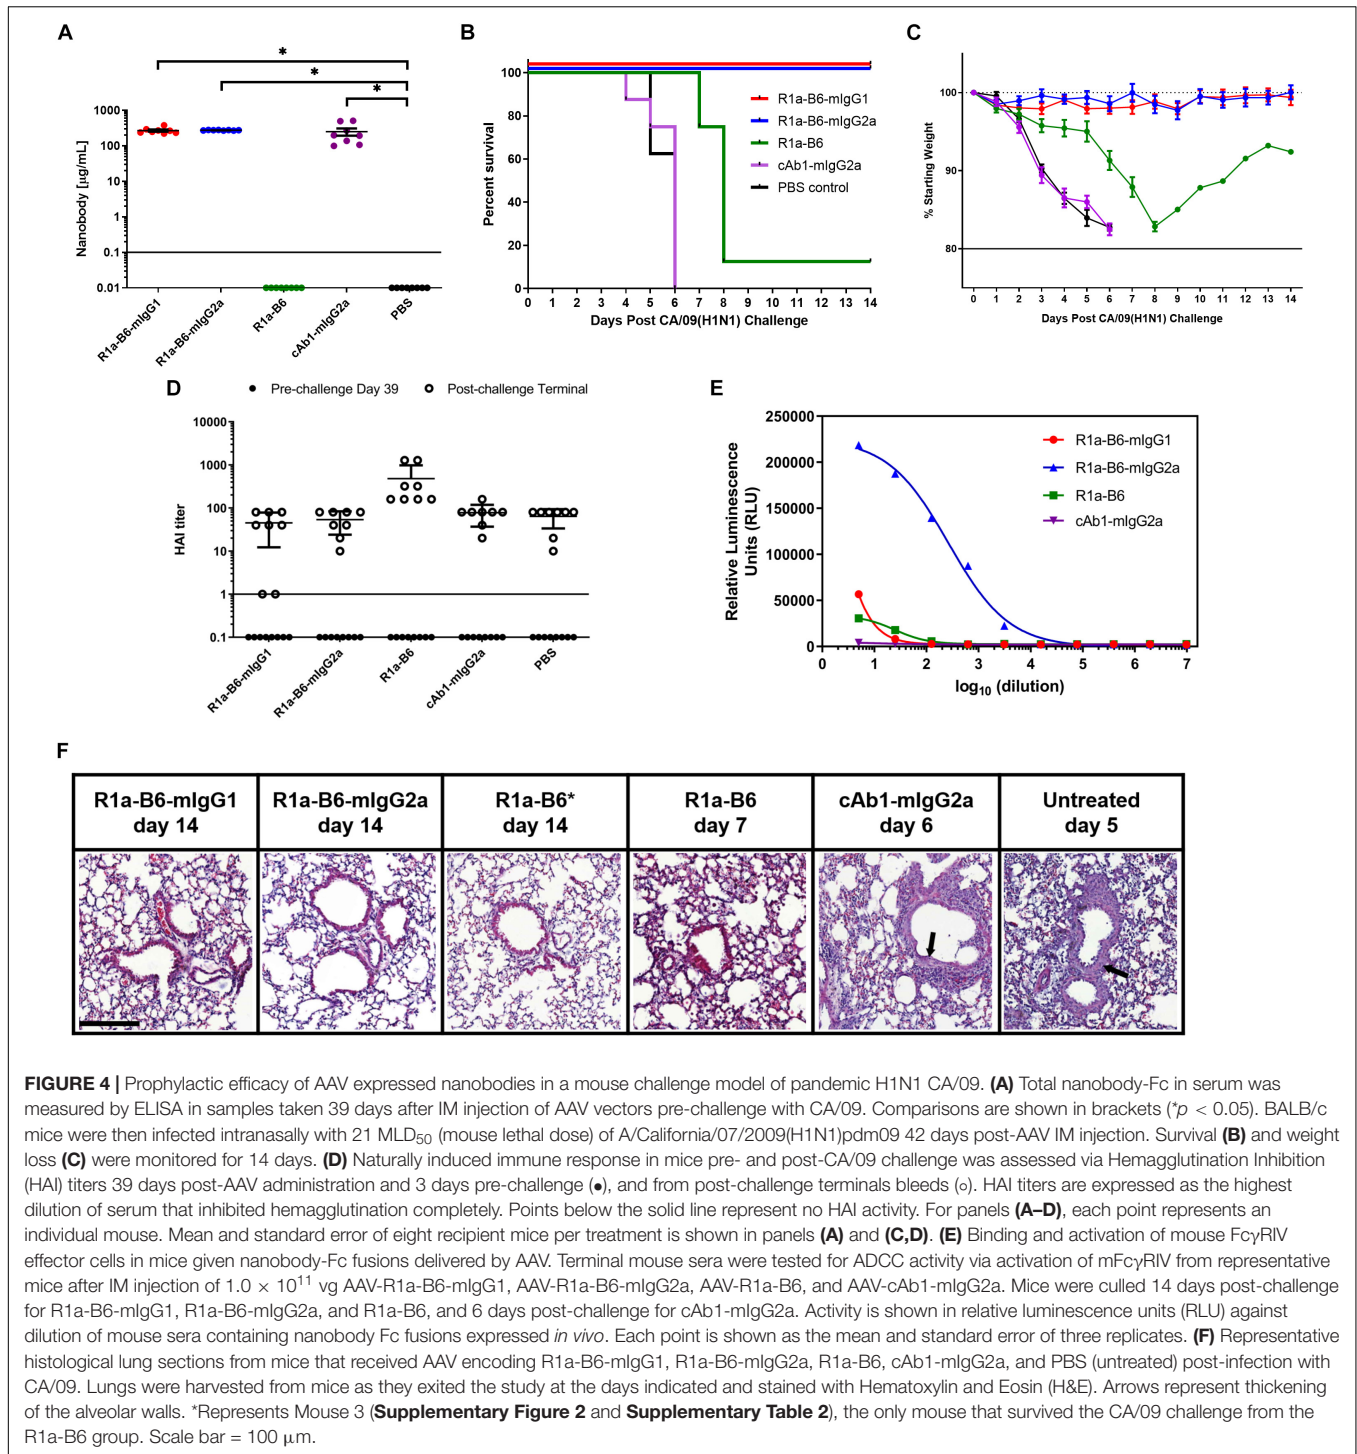 A
B
C
*
*
*
Nanobody [µg/mL]
1000
100
10
1
0.1
0.01
R1a-B6-mIgG1
R1a-B6-mIgG2a
R1a-B6
cAb1-mIgG2a
PBS
Percent survival
100
80
60
40
20
0
R1a-B6-mIgG1
R1a-B6-mIgG2a
R1a-B6
cAb1-mIgG2a
PBS control
0 1 2 3 4 5 6 7 8 9 10 11 12 13 14
Days Post CA/09(H1N1) Challenge
% Starting Weight
100
90
80
0 1 2 3 4 5 6 7 8 9 10 11 12 13 14
Days Post CA/09(H1N1) Challenge
D
Pre-challenge Day 39
Post-challenge Terminal
HAI titer
10000
1000
100
10
1
0.1
R1a-B6-mIgG1
R1a-B6-mIgG2a
R1a-B6
cAb1-mIgG2a
PBS
E
Relative Luminescence
Units (RLU)
250000
200000
150000
100000
50000
0
R1a-B6-mIgG1
R1a-B6-mIgG2a
R1a-B6
cAb1-mIgG2a
0 1 2 3 4 5 6 7
log10 (dilution)
F
R1a-B6-mIgG1
day 14
R1a-B6-mIgG2a
day 14
R1a-B6*
day 14
R1a-B6
day 7
cAb1-mIgG2a
day 6
Untreated
day 5
FIGURE 4 | Prophylactic efficacy of AAV expressed nanobodies in a mouse challenge model of pandemic H1N1 CA/09. (A) Total nanobody-Fc in serum was
measured by ELISA in samples taken 39 days after IM injection of AAV vectors pre-challenge with CA/09. Comparisons are shown in brackets (*p < 0.05). BALB/c
mice were then infected intranasally with 21 MLD50 (mouse lethal dose) of A/California/07/2009(H1N1)pdm09 42 days post-AAV IM injection. Survival (B) and weight
loss (C) were monitored for 14 days. (D) Naturally induced immune response in mice pre- and post-CA/09 challenge was assessed via Hemagglutination Inhibition
(HAI) titers 39 days post-AAV administration and 3 days pre-challenge (●), and from post-challenge terminals bleeds (○). HAI titers are expressed as the highest
dilution of serum that inhibited hemagglutination completely. Points below the solid line represent no HAI activity. For panels (A–D), each point represents an
individual mouse. Mean and standard error of eight recipient mice per treatment is shown in panels (A) and (C,D). (E) Binding and activation of mouse FcγRIV
effector cells in mice given nanobody-Fc fusions delivered by AAV. Terminal mouse sera were tested for ADCC activity via activation of mFcγRIV from representative
mice after IM injection of 1.0 × 10^11 vg AAV-R1a-B6-mIgG1, AAV-R1a-B6-mIgG2a, AAV-R1a-B6, and AAV-cAb1-mIgG2a. Mice were culled 14 days post-challenge
for R1a-B6-mIgG1, R1a-B6-mIgG2a, and R1a-B6, and 6 days post-challenge for cAb1-mIgG2a. Activity is shown in relative luminescence units (RLU) against
dilution of mouse sera containing nanobody Fc fusions expressed in vivo. Each point is shown as the mean and standard error of three replicates. (F) Representative
histological lung sections from mice that received AAV encoding R1a-B6-mIgG1, R1a-B6-mIgG2a, R1a-B6, cAb1-mIgG2a, and PBS (untreated) post-infection with
CA/09. Lungs were harvested from mice as they exited the study at the days indicated and stained with Hematoxylin and Eosin (H&E). Arrows represent thickening
of the alveolar walls. *Represents Mouse 3 (Supplementary Figure 2 and Supplementary Table 2), the only mouse that survived the CA/09 challenge from the
R1a-B6 group. Scale bar = 100 µm.